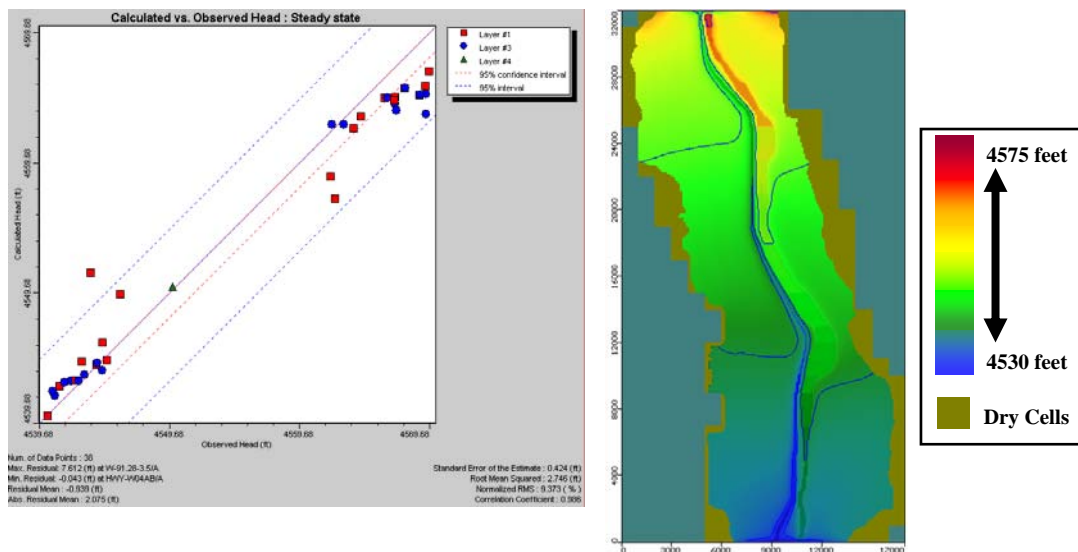 Calculated vs. Observed Head : Steady state
4569.68
4559.68
4549.68
4539.68
Calculated Head (ft)
4539.68
4549.68
4559.68
4569.68
Observed Head (ft)
Layer #1
Layer #3
Layer #4
95% confidence interval
95% interval
Num. of Data Points : 36
Max. Residual: 7.612 (ft) at W-91.28-3.5/A
Min. Residual: -0.043 (ft) at HWY-W04AB/A
Residual Mean : -0.939 (ft)
Abs. Residual Mean : 2.075 (ft)
Standard Error of the Estimate : 0.424 (ft)
Root Mean Squared : 2.746 (ft)
Normalized RMS : 9.373 ( % )
Correlation Coefficient : 0.986
32000
28000
24000
20000
16000
12000
8000
4000
0
0
3000
6000
9000
12000
17000
4575 feet
4530 feet
Dry Cells